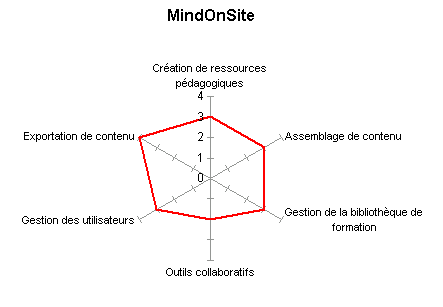 MindOnSite
Création de ressources
pédagogiques
4
3
2
1
0
Exportation de contenu
Assemblage de contenu
Gestion des utilisateurs
Gestion de la bibliothèque de
formation
Outils collaboratifs